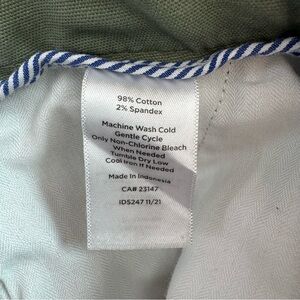 98% Cotton
2% Spandex
Machine Wash Cold
Gentle Cycle
Only Non-Chlorine Bleach
When Needed
Tumble Dry Low
Cool Iron If Needed
Made in Indonesia
CA# 23147
IDS247 11/21